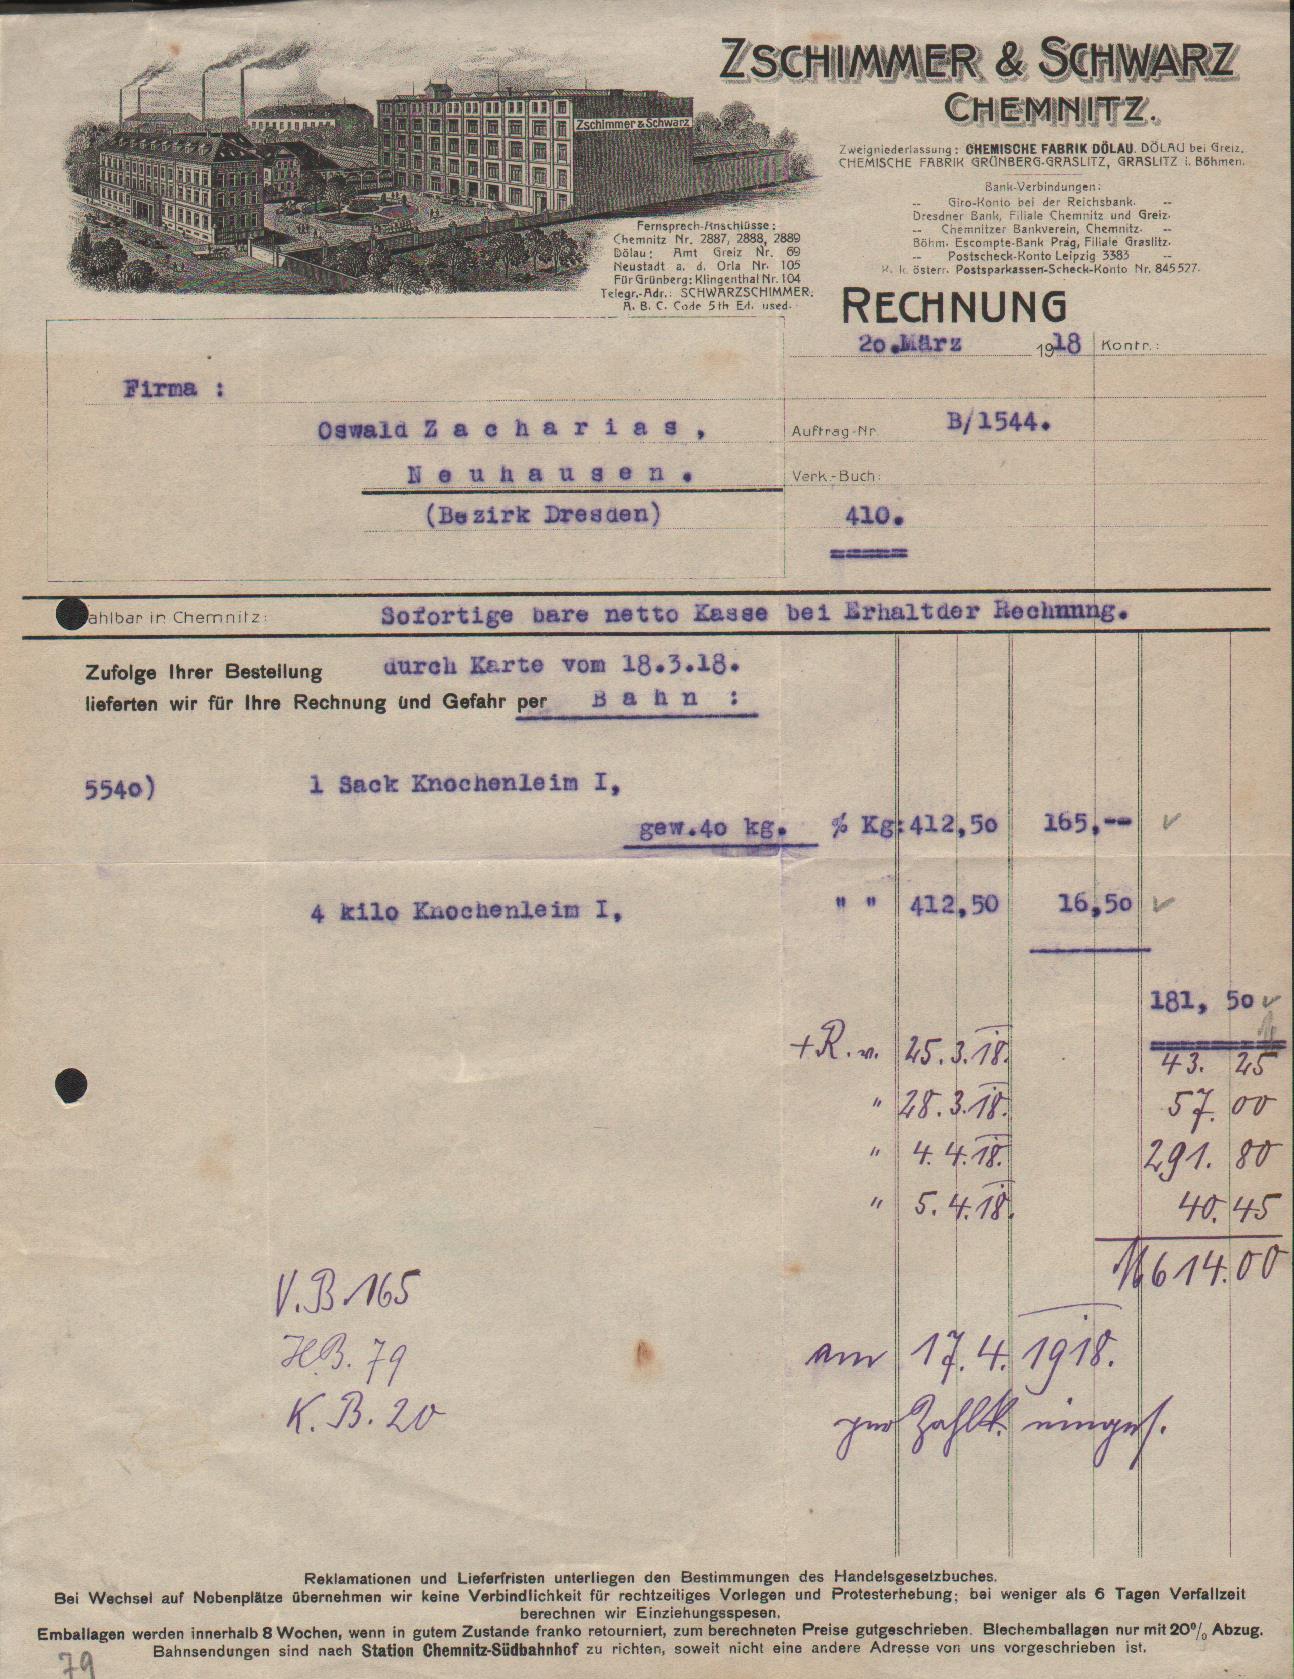 ZSCHIMMER & SCHWARZ
CHEMNITZ.
Zschimmer & Schwarz
Zweigniederlassung: CHEMISCHE FABRIK DÖLAU. DÖLAU bei Greiz.
CHEMISCHE FABRIK GRÜNBERG-GRASLITZ, GRASLITZ i. Böhmen.
Bank-Verbindungen:
-- Giro-Konto bei der Reichsbank. --
Dresdner Bank, Filiale Chemnitz und Greiz.
-- Chemnitzer Bankverein, Chemnitz. --
Böhm. Escompte-Bank Prag, Filiale Graslitz.
-- Postscheck-Konto Leipzig 3383 --
K. k. österr. Postsparkassen-Scheck-Konto Nr. 845527.
Fernsprech-Anschlüsse:
Chemnitz Nr. 2887, 2888, 2889
Dölau: Amt Greiz Nr. 69
Neustadt a. d. Orla Nr. 105
Für Grünberg: Klingenthal Nr. 104
Telegr.-Adr.: SCHWARZSCHIMMER.
A. B. C. Code 5th Ed. used.
RECHNUNG
20.März 1918 Kontr.:
Firma :
Oswald Zacharias,
Auftrag-Nr. B/1544.
Neuhausen.
Verk.-Buch:
(Bezirk Dresden)
410.
ahlbar in Chemnitz: Sofortige bare netto Kasse bei Erhaltder Rechnung.
Zufolge Ihrer Bestellung durch Karte vom 18.3.18.
lieferten wir für Ihre Rechnung und Gefahr per Bahn :
5540) 1 Sack Knochenleim I,
gew.40 kg. % Kg:412,50 165,--
4 kilo Knochenleim I, " " 412,50 16,50
181, 50
+R. v. 25.3.18. 43. 25
" 28.3.18. 57. 00
" 4.4.18. 291. 80
" 5.4.18. 40. 45
M 614.00
V.B.165
H.B. 79
K.B. 20
am 17.4.1918.
per Zahlk. eingez.
Reklamationen und Lieferfristen unterliegen den Bestimmungen des Handelsgesetzbuches.
Bei Wechsel auf Nobenplätze übernehmen wir keine Verbindlichkeit für rechtzeitiges Vorlegen und Protesterhebung; bei weniger als 6 Tagen Verfallzeit
berechnen wir Einziehungsspesen.
Emballagen werden innerhalb 8 Wochen, wenn in gutem Zustande franko retourniert, zum berechneten Preise gutgeschrieben. Blechemballagen nur mit 20% Abzug.
Bahnsendungen sind nach Station Chemnitz-Südbahnhof zu richten, soweit nicht eine andere Adresse von uns vorgeschrieben ist.
79